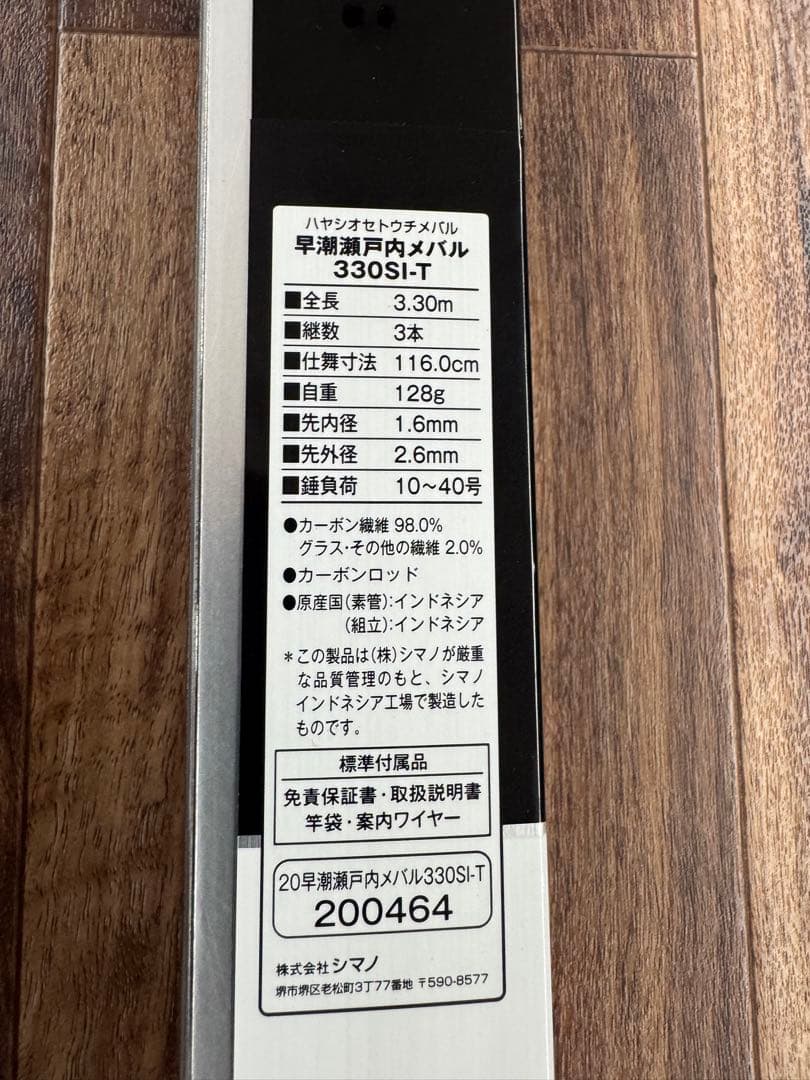 ハヤシオセトウチメバル
早潮瀬戸内メバル
330SI-T
■全長 3.30m
■継数 3本
■仕舞寸法 116.0cm
■自重 128g
■先内径 1.6mm
■先外径 2.6mm
■錘負荷 10〜40号
●カーボン繊維 98.0%
グラス・その他の繊維 2.0%
●カーボンロッド
●原産国(素管):インドネシア
(組立):インドネシア
＊この製品は(株)シマノが厳重
な品質管理のもと、シマノ
インドネシア工場で製造した
ものです。
標準付属品
免責保証書・取扱説明書
竿袋・案内ワイヤー
20早潮瀬戸内メバル330SI-T
200464
株式会社シマノ
堺市堺区老松町3丁77番地 〒590-8577